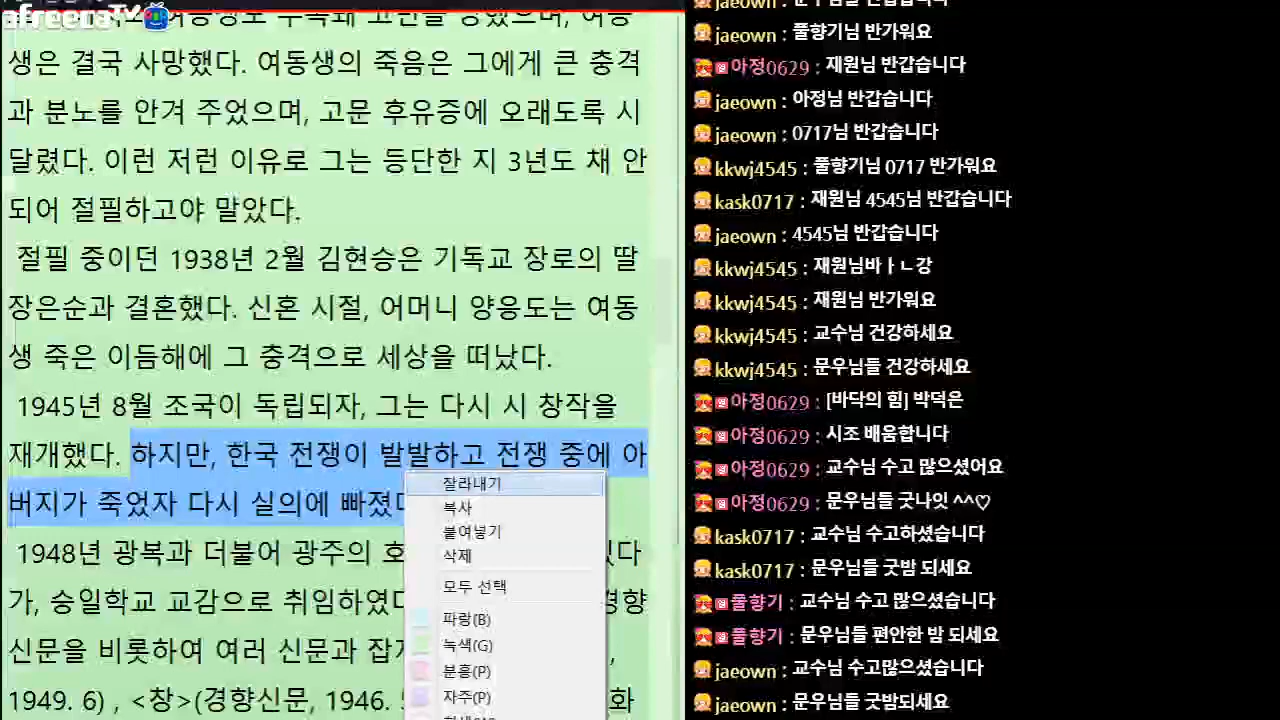 afreecaTV
생은 결국 사망했다. 여동생의 죽음은 그에게 큰 충격
과 분노를 안겨 주었으며, 고문 후유증에 오래도록 시
달렸다. 이런 저런 이유로 그는 등단한 지 3년도 채 안
되어 절필하고야 말았다.
절필 중이던 1938년 2월 김현승은 기독교 장로의 딸
장은순과 결혼했다. 신혼 시절, 어머니 양응도는 여동
생 죽은 이듬해에 그 충격으로 세상을 떠났다.
1945년 8월 조국이 독립되자, 그는 다시 시 창작을
재개했다. 하지만, 한국 전쟁이 발발하고 전쟁 중에 아
버지가 죽었자 다시 실의에 빠졌다
1948년 광복과 더불어 광주의 호
가, 숭일학교 교감으로 취임하였다 경향
신문을 비롯하여 여러 신문과 잡지 ,
1949. 6) , <창>(경향신문, 1946. 5 화
잘라내기
복사
붙여넣기
삭제
모두 선택
파랑(B)
녹색(G)
분홍(P)
자주(P)
jaeown : 문우님들 반갑습니다
jaeown : 풀향기님 반가워요
아정0629 : 재원님 반갑습니다
jaeown : 아정님 반갑습니다
jaeown : 0717님 반갑습니다
kkwj4545 : 풀향기님 0717 반가워요
kask0717 : 재원님 4545님 반갑습니다
jaeown : 4545님 반갑습니다
kkwj4545 : 재원님바ㅏㄴ강
kkwj4545 : 재원님 반가워요
kkwj4545 : 교수님 건강하세요
kkwj4545 : 문우님들 건강하세요
아정0629 : [바닥의 힘] 박덕은
아정0629 : 시조 배움합니다
아정0629 : 교수님 수고 많으셨어요
아정0629 : 문우님들 굿나잇 ^^♡
kask0717 : 교수님 수고하셨습니다
kask0717 : 문우님들 굿밤 되세요
풀향기 : 교수님 수고 많으셨습니다
풀향기 : 문우님들 편안한 밤 되세요
jaeown : 교수님 수고많으셨습니다
jaeown : 문우님들 굿밤되세요